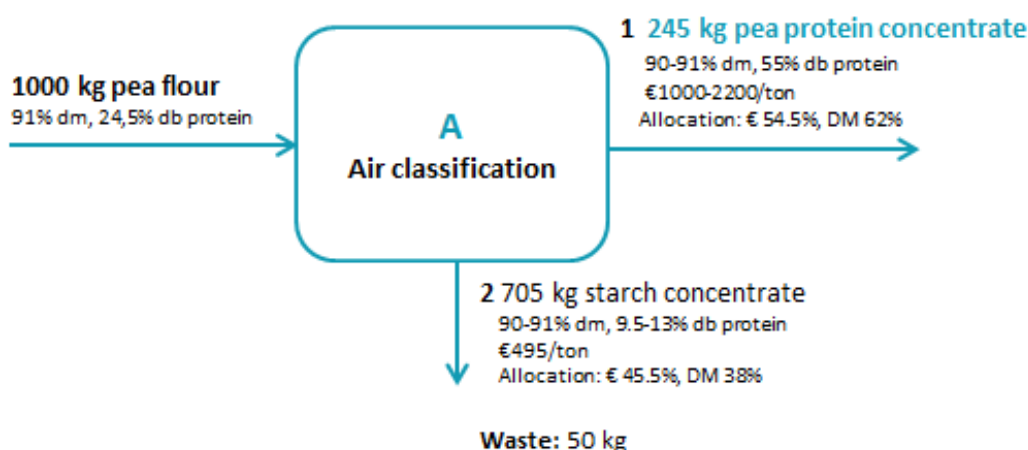 1000 kg pea flour
91% dm, 24,5% db protein
A
Air classification
1 245 kg pea protein concentrate
90-91% dm, 55% db protein
€1000-2200/ton
Allocation: € 54.5%, DM 62%
2 705 kg starch concentrate
90-91% dm, 9.5-13% db protein
€495/ton
Allocation: € 45.5%, DM 38%
Waste: 50 kg